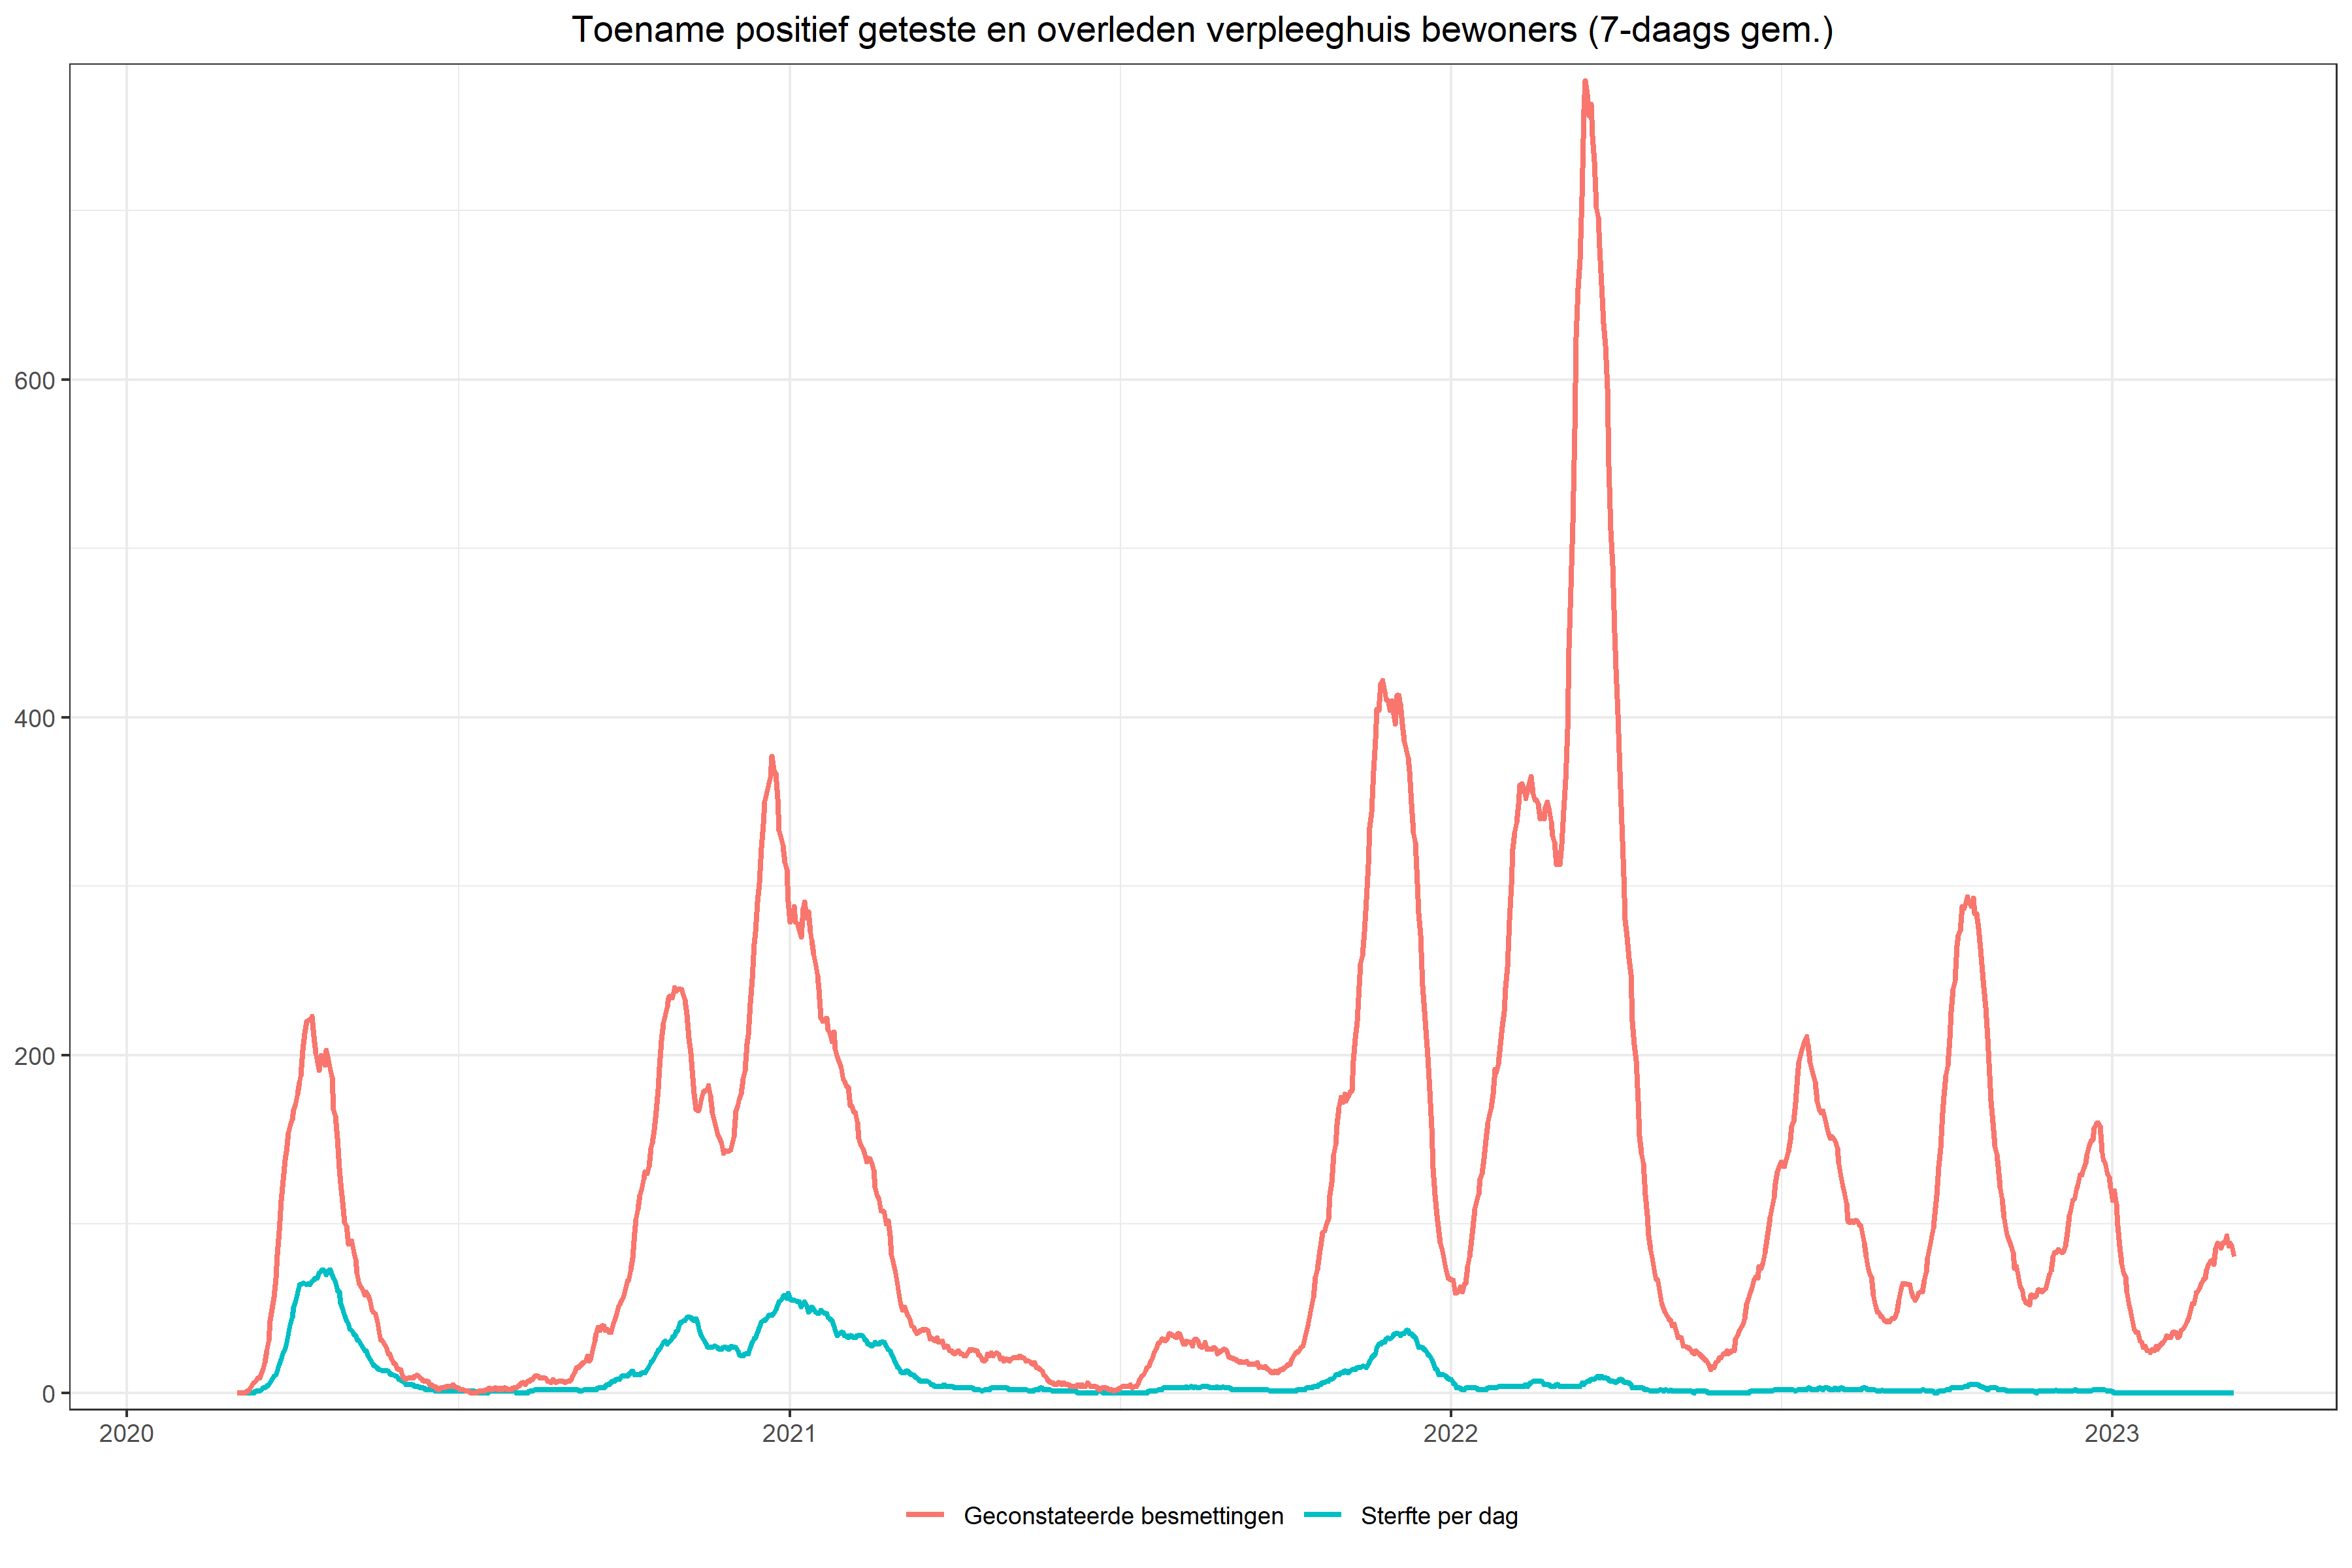 Toename positief geteste en overleden verpleeghuis bewoners (7-daags gem.)
600
400
200
0
2020 2021 2022 2023
Geconstateerde besmettingen Sterfte per dag